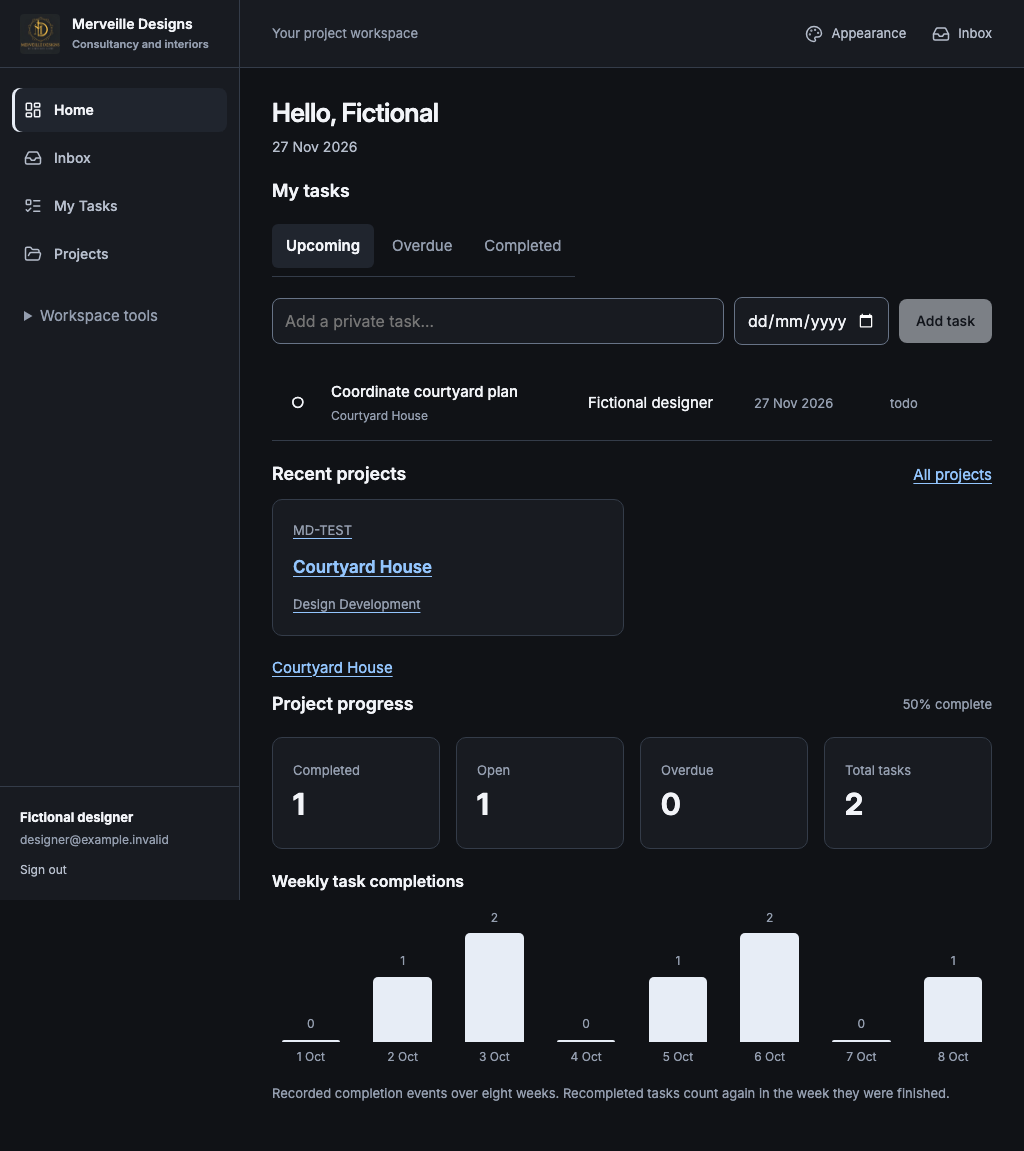 Merveille Designs
Consultancy and interiors
Your project workspace
Appearance
Inbox
Home
Inbox
My Tasks
Projects
Workspace tools
Hello, Fictional
27 Nov 2026
My tasks
Upcoming Overdue Completed
Add a private task... dd/mm/yyyy Add task
Coordinate courtyard plan
Courtyard House
Fictional designer 27 Nov 2026 todo
Recent projects All projects
MD-TEST
Courtyard House
Design Development
Courtyard House
Project progress 50% complete
Completed Open Overdue Total tasks
1 1 0 2
Fictional designer
designer@example.invalid
Sign out
Weekly task completions
0 1 2 0 1 2 0 1
1 Oct 2 Oct 3 Oct 4 Oct 5 Oct 6 Oct 7 Oct 8 Oct
Recorded completion events over eight weeks. Recompleted tasks count again in the week they were finished.